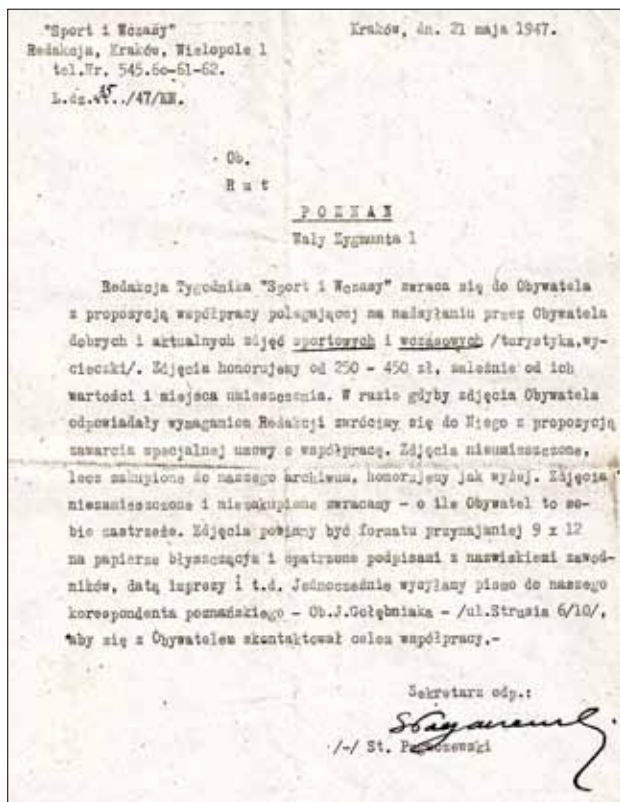 "Sport i Wczasy"
Redakcja, Kraków, Wielopole 1
tel.Nr. 545.60-61-62.
L.dz. 35../47/KN.
Kraków, dn. 21 maja 1947.
Ob.
R u t
P O Z N A Ń
Wały Zygmunta 1
Redakcja Tygodnika "Sport i Wczasy" zwraca się do Obywatela
z propozycją współpracy polegającej na nadsyłaniu przez Obywatela
dobrych i aktualnych zdjęć sportowych i wczasowych /turystyka,wy-
cieczki/. Zdjęcia honorujemy od 250 - 450 zł, zależnie od ich
wartości i miejsca umieszczenia. W razie gdyby zdjęcia Obywatela
odpowiadały wymaganiom Redakcji zwrócimy się do Niego z propozycją
zawarcia specjalnej umowy o współpracę. Zdjęcia nieumieszczone,
lecz zakupione do naszego archiwum, honorujemy jak wyżej. Zdjęcia
niezamieszczone i niezakupione zwracamy - o ile Obywatel to so-
bie zastrzeże. Zdjęcia powinny być formatu przynajmniej 9 x 12
na papierze błyszczącym i opatrzone podpisami z nazwiskami zawod-
ników, datą imprezy i t.d. Jednocześnie wysyłamy pismo do naszego
korespondenta poznańskiego - Ob.J.Gołębniaka - /ul.Strusia 6/10/,
aby się z Obywatelem skontaktował celem współpracy.-
Sekretarz odp.:
/-/ St. Pagaczewski